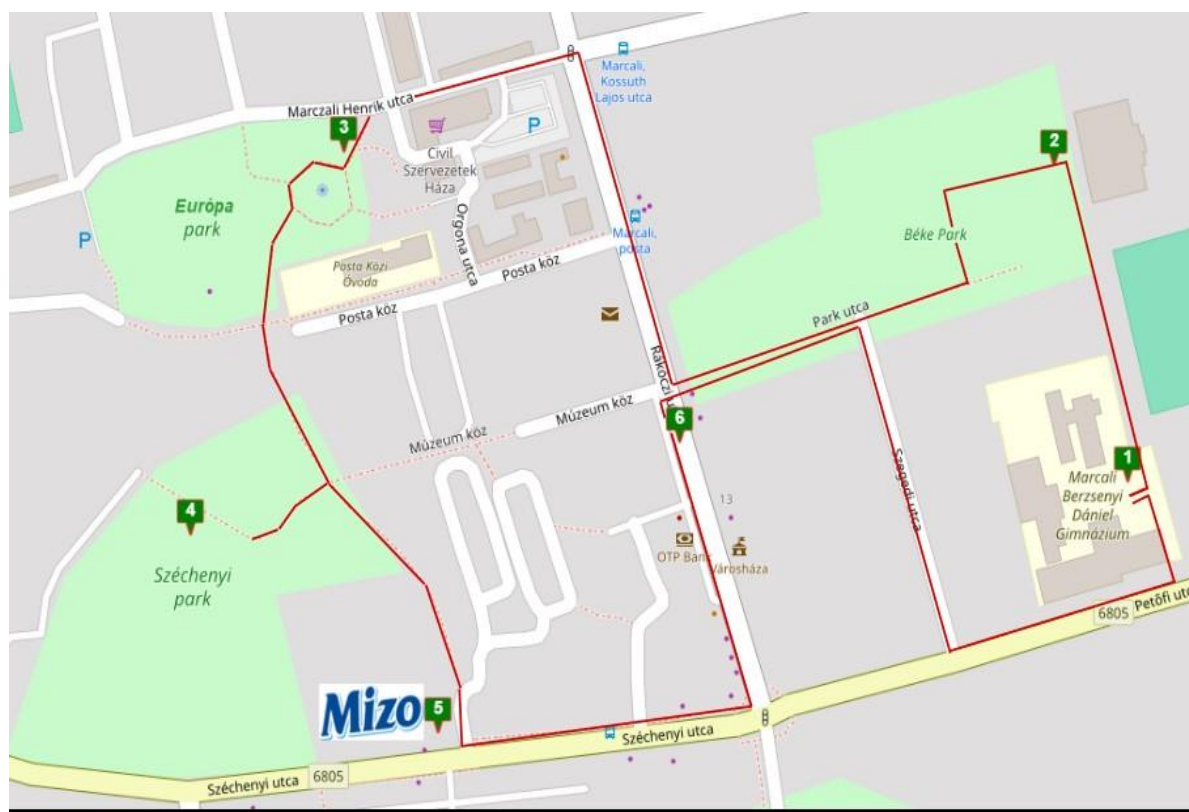 Marcali,
Kossuth
Lajos utca
Marczali Henrik utca
3
P
Civil
Szervezetek
Háza
2
Európa
park
P
Orgona utca
Marcali,
posta
Béke Park
Posta Közi
Óvoda
Posta köz
Posta köz
Park utca
Rákóczi
Múzeum köz
6
Múzeum köz
Szegedi utca
1
Marcali
Berzsenyi
Dániel
Gimnázium
4
13
OTP Bank
Városháza
Széchenyi
park
Petőfi
6805
Mizo
5
Széchenyi utca
6805
Széchenyi utca